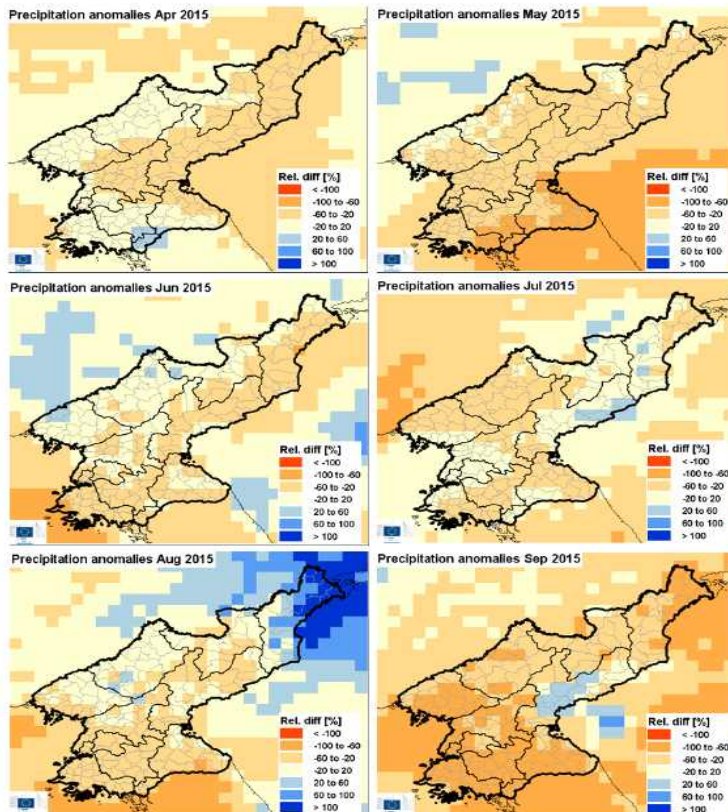 Precipitation anomalies Apr 2015
Rel. diff [%]
< -100
-100 to -60
-60 to -20
-20 to 20
20 to 60
60 to 100
> 100
Precipitation anomalies May 2015
Rel. diff [%]
< -100
-100 to -60
-60 to -20
-20 to 20
20 to 60
60 to 100
> 100
Precipitation anomalies Jun 2015
Rel. diff [%]
< -100
-100 to -60
-60 to -20
-20 to 20
20 to 60
60 to 100
> 100
Precipitation anomalies Jul 2015
Rel. diff [%]
< -100
-100 to -60
-60 to -20
-20 to 20
20 to 60
60 to 100
> 100
Precipitation anomalies Aug 2015
Rel. diff [%]
< -100
-100 to -60
-60 to -20
-20 to 20
20 to 60
60 to 100
> 100
Precipitation anomalies Sep 2015
Rel. diff [%]
< -100
-100 to -60
-60 to -20
-20 to 20
20 to 60
60 to 100
> 100